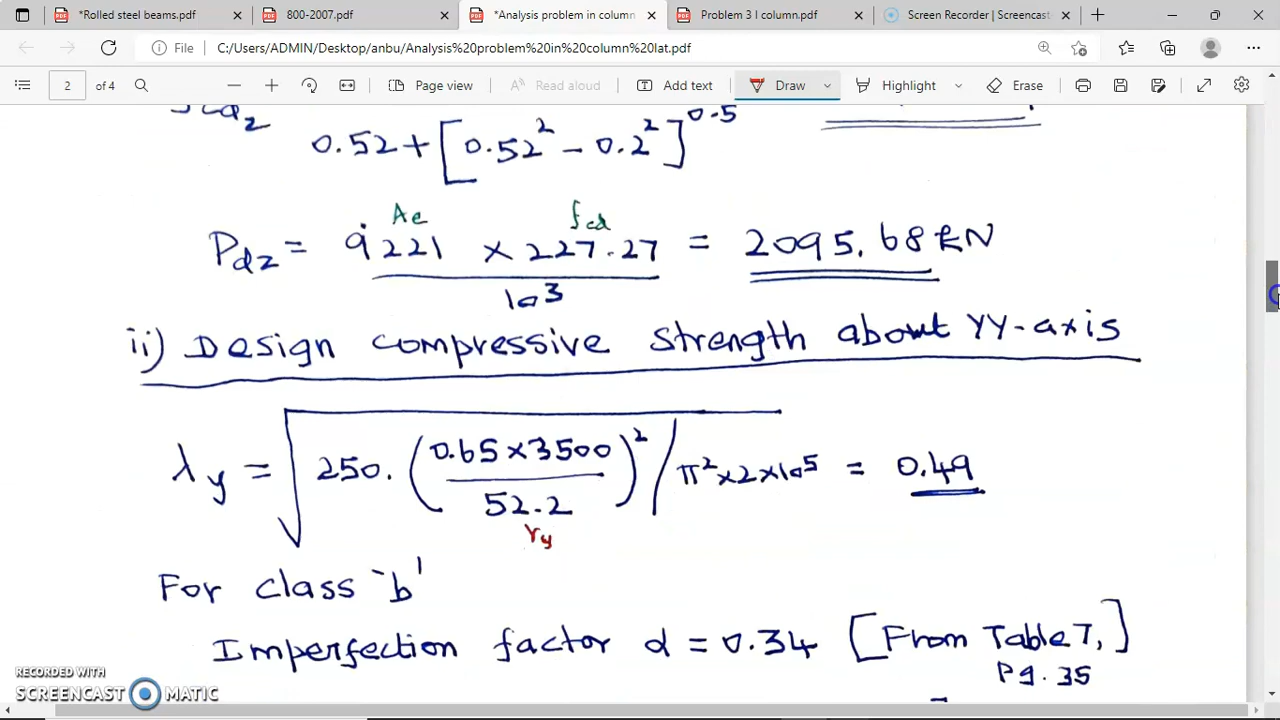 *Rolled steel beams.pdf
800-2007.pdf
*Analysis problem in column
Problem 3 I column.pdf
Screen Recorder | Screencast
File
C:/Users/ADMIN/Desktop/anbu/Analysis%20problem%20in%20column%20lat.pdf
2 of 4
Page view
Read aloud
Add text
Draw
Highlight
Erase
0.52+[0.52² - 0.2²]^0.5
Ae fcd
Pdz = 9221 × 227.27 = 2095.68 kN
10³
ii) Design compressive strength about YY-axis
λy = √250.(0.65×3500/52.2)² / π²×2×10⁵ = 0.49
ry
For class `b'
Imperfection factor α = 0.34 [From Table 7,]
Pg. 35
RECORDED WITH
SCREENCAST MATIC